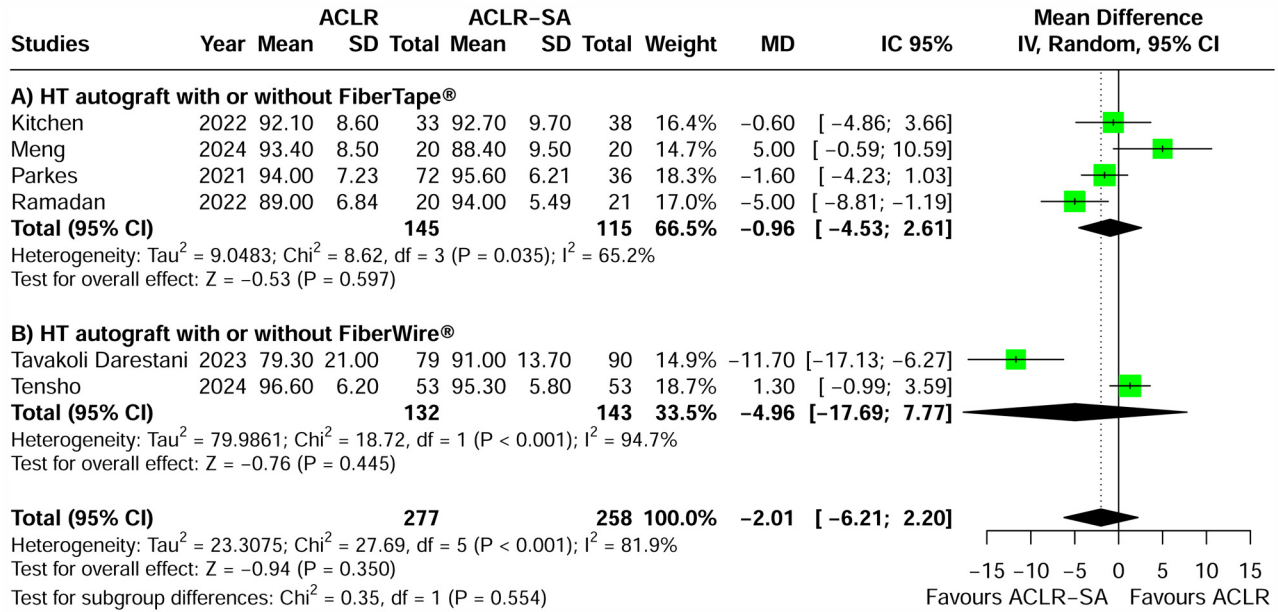 ACLR ACLR−SA Mean Difference
Studies Year Mean SD Total Mean SD Total Weight MD IC 95% IV, Random, 95% CI
A) HT autograft with or without FiberTape®
Kitchen 2022 92.10 8.60 33 92.70 9.70 38 16.4% −0.60 [ −4.86; 3.66]
Meng 2024 93.40 8.50 20 88.40 9.50 20 14.7% 5.00 [ −0.59; 10.59]
Parkes 2021 94.00 7.23 72 95.60 6.21 36 18.3% −1.60 [ −4.23; 1.03]
Ramadan 2022 89.00 6.84 20 94.00 5.49 21 17.0% −5.00 [ −8.81; −1.19]
Total (95% CI) 145 115 66.5% −0.96 [ −4.53; 2.61]
Heterogeneity: Tau² = 9.0483; Chi² = 8.62, df = 3 (P = 0.035); I² = 65.2%
Test for overall effect: Z = −0.53 (P = 0.597)
B) HT autograft with or without FiberWire®
Tavakoli Darestani 2023 79.30 21.00 79 91.00 13.70 90 14.9% −11.70 [−17.13; −6.27]
Tensho 2024 96.60 6.20 53 95.30 5.80 53 18.7% 1.30 [ −0.99; 3.59]
Total (95% CI) 132 143 33.5% −4.96 [−17.69; 7.77]
Heterogeneity: Tau² = 79.9861; Chi² = 18.72, df = 1 (P < 0.001); I² = 94.7%
Test for overall effect: Z = −0.76 (P = 0.445)
Total (95% CI) 277 258 100.0% −2.01 [ −6.21; 2.20]
Heterogeneity: Tau² = 23.3075; Chi² = 27.69, df = 5 (P < 0.001); I² = 81.9%
Test for overall effect: Z = −0.94 (P = 0.350)
Test for subgroup differences: Chi² = 0.35, df = 1 (P = 0.554)
−15 −10 −5 0 5 10 15
Favours ACLR−SA Favours ACLR